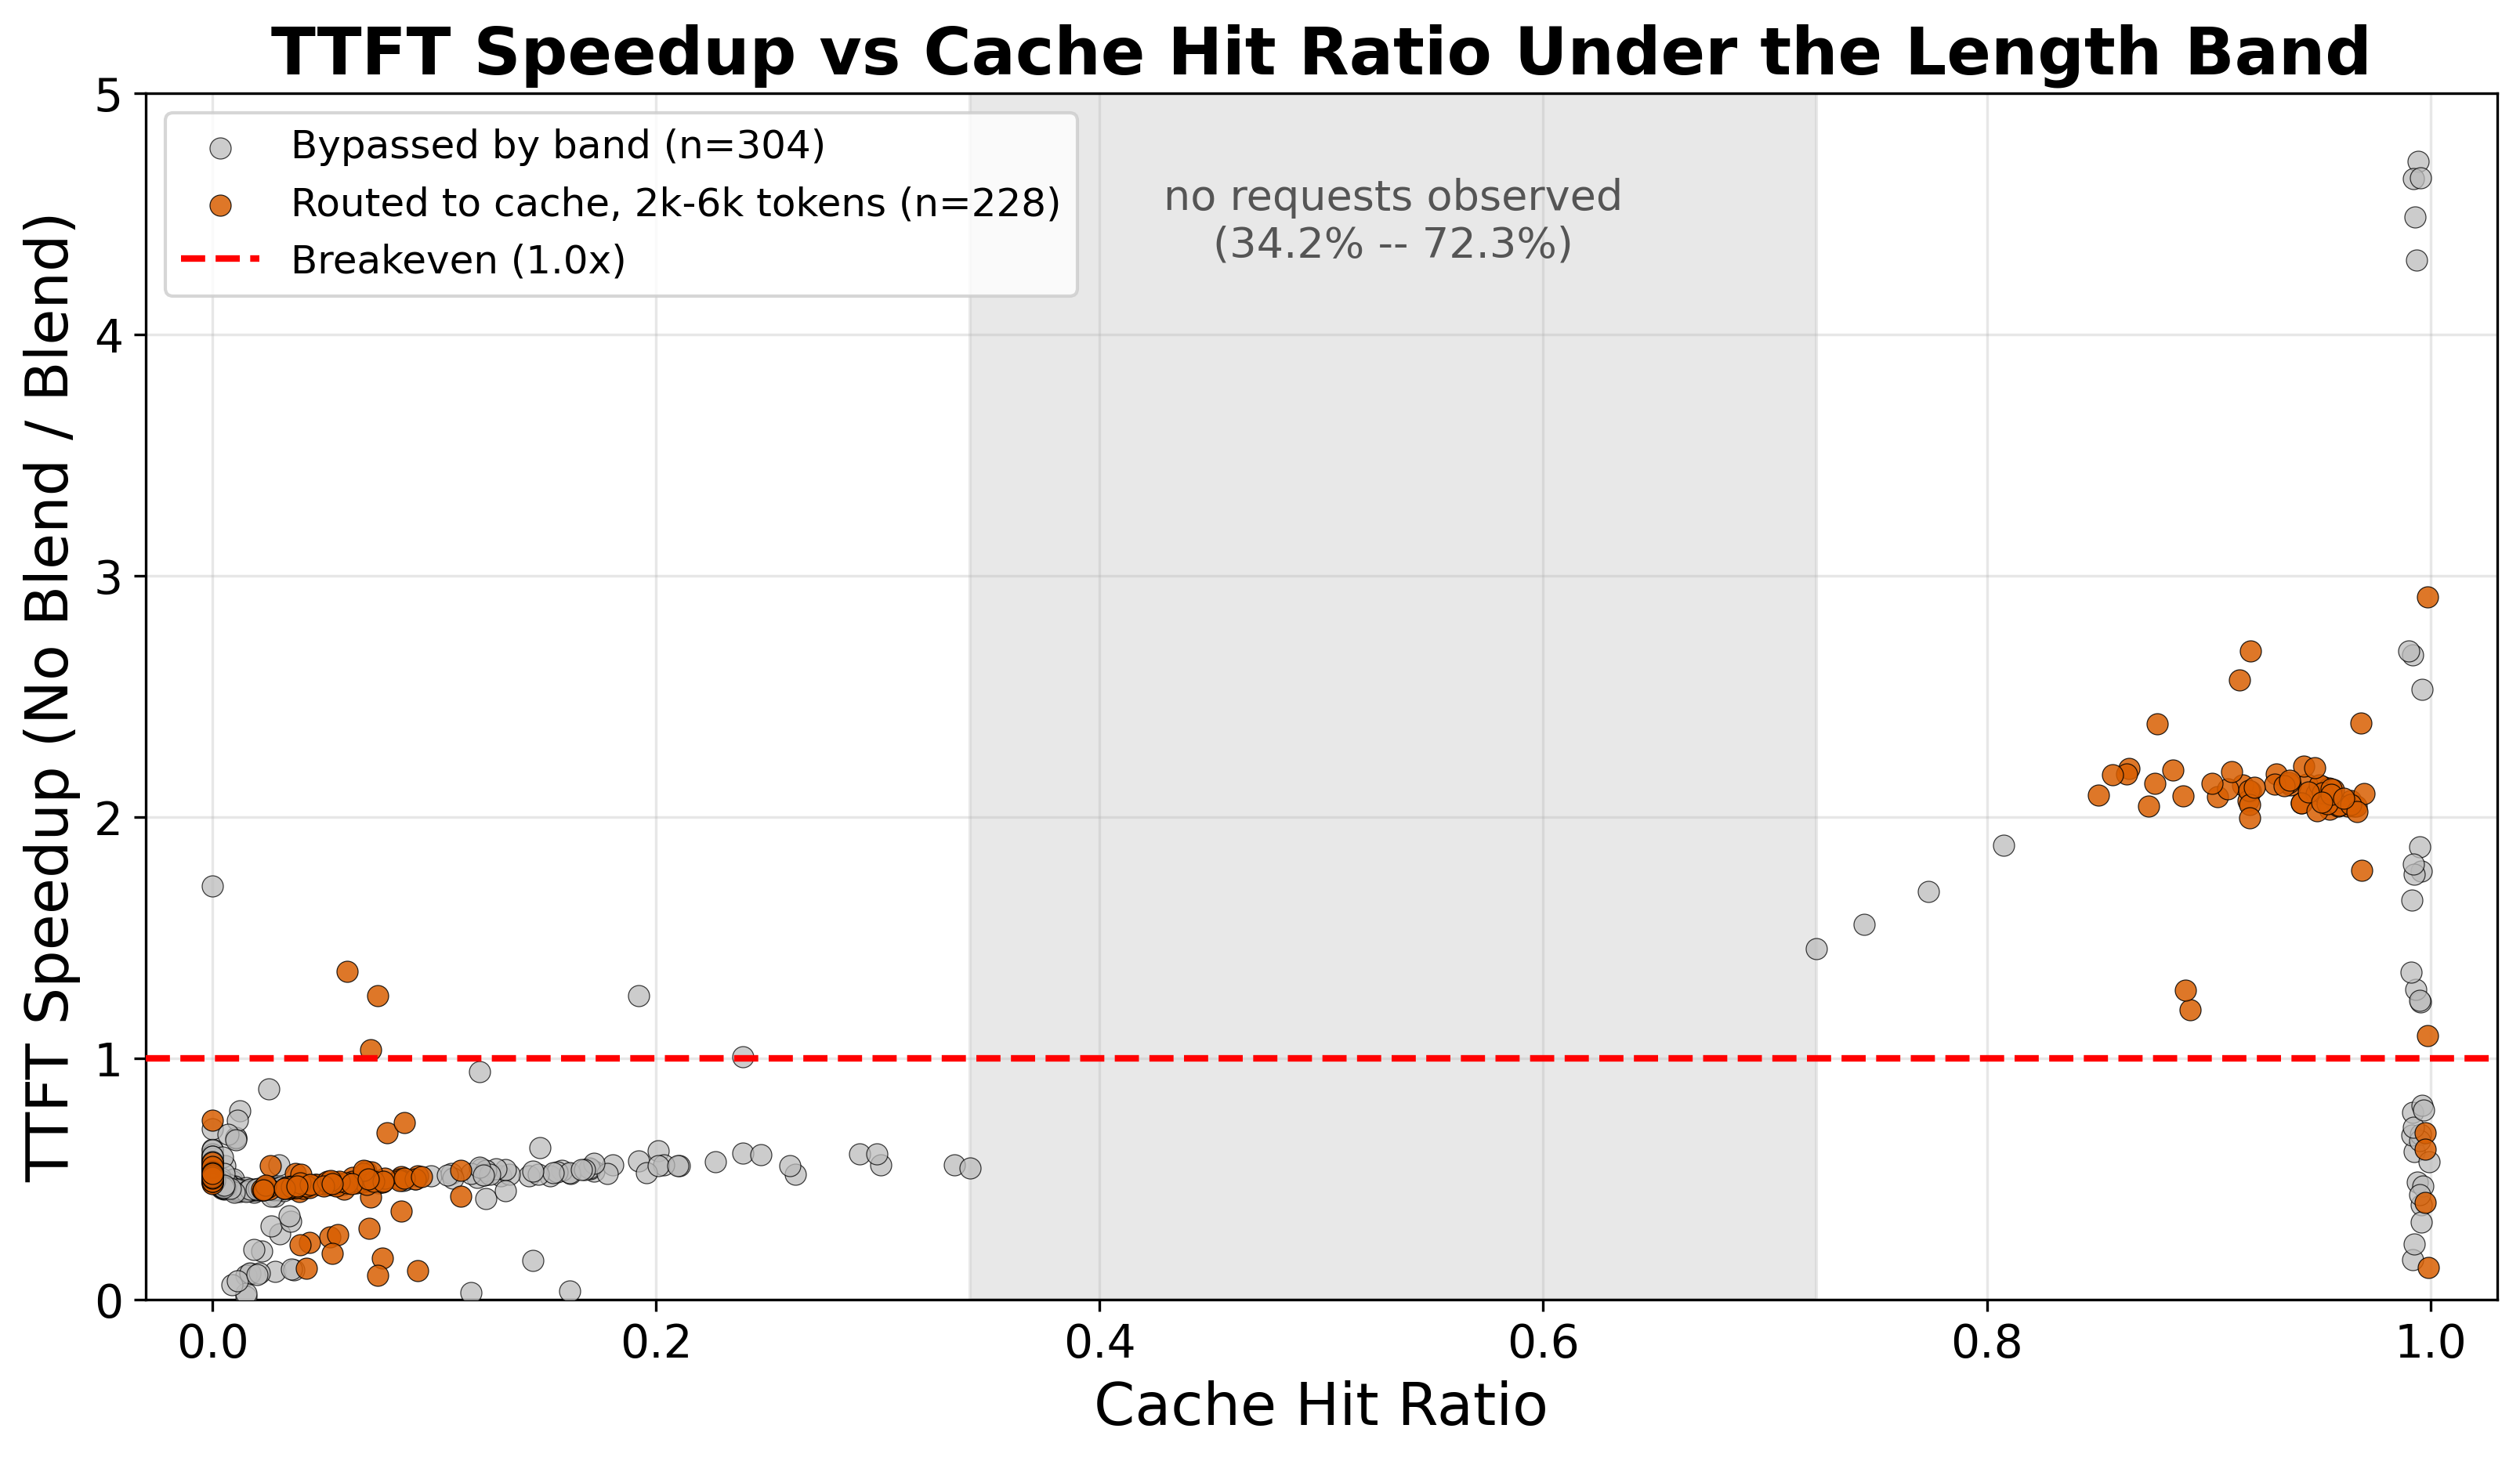 TTFT Speedup vs Cache Hit Ratio Under the Length Band
TTFT Speedup (No Blend / Blend)
5
4
3
2
1
0
Bypassed by band (n=304)
Routed to cache, 2k-6k tokens (n=228)
Breakeven (1.0x)
no requests observed
(34.2% -- 72.3%)
0.0
0.2
0.4
0.6
0.8
1.0
Cache Hit Ratio